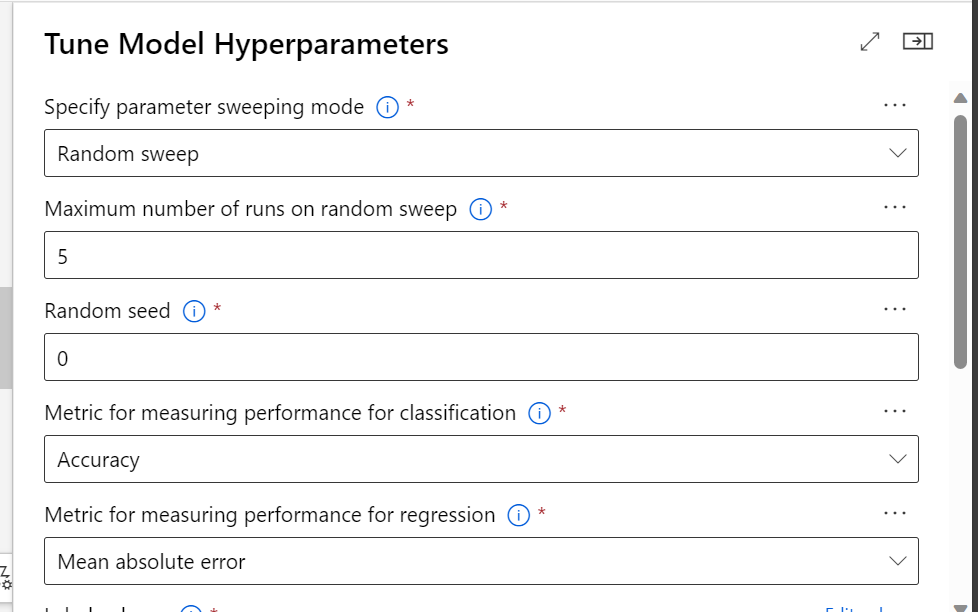 Tune Model Hyperparameters
Specify parameter sweeping mode *
Random sweep
Maximum number of runs on random sweep *
5
Random seed *
0
Metric for measuring performance for classification *
Accuracy
Metric for measuring performance for regression *
Mean absolute error